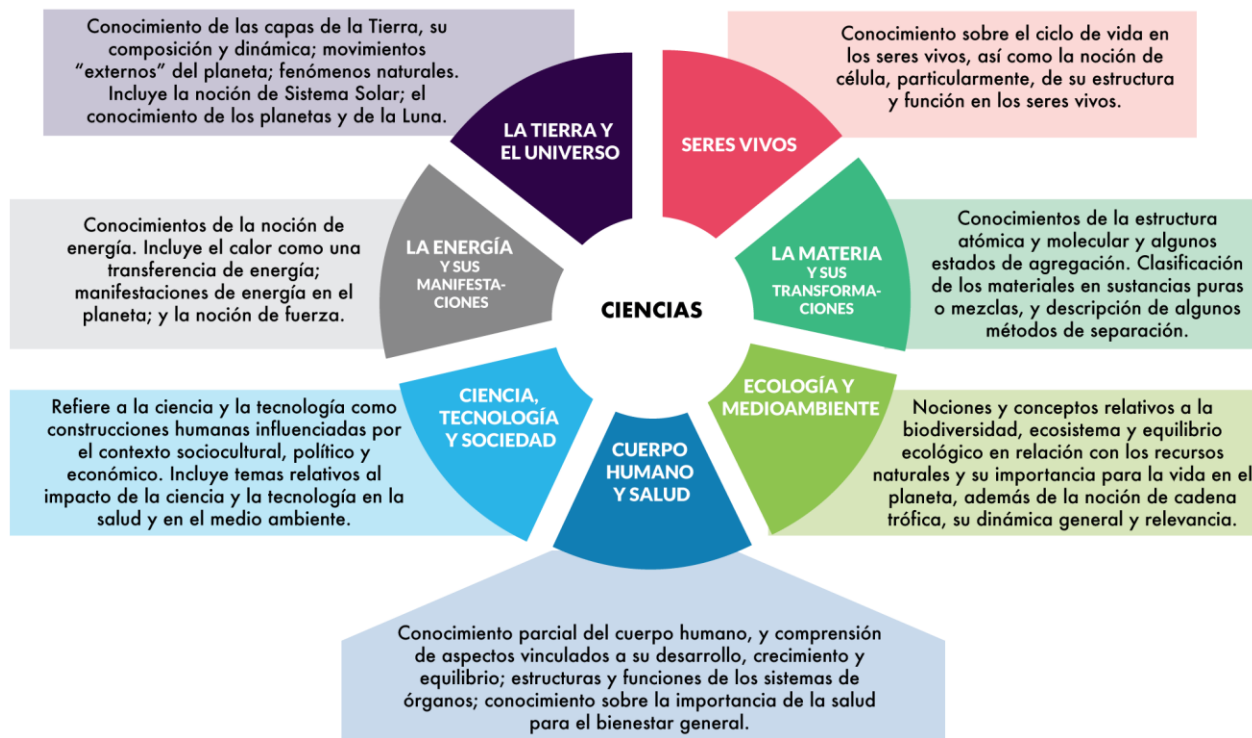 Conocimiento de las capas de la Tierra, su
composición y dinámica; movimientos
“externos” del planeta; fenómenos naturales.
Incluye la noción de Sistema Solar; el
conocimiento de los planetas y de la Luna.
LA TIERRA Y
EL UNIVERSO
SERES VIVOS
Conocimiento sobre el ciclo de vida en
los seres vivos, así como la noción de
célula, particularmente, de su estructura
y función en los seres vivos.
Conocimientos de la noción de
energía. Incluye el calor como una
transferencia de energía;
manifestaciones de energía en el
planeta; y la noción de fuerza.
LA ENERGÍA
Y SUS
MANIFESTA-
CIONES
CIENCIAS
LA MATERIA
Y SUS
TRANSFORMA-
CIONES
Conocimientos de la estructura
atómica y molecular y algunos
estados de agregación. Clasificación
de los materiales en sustancias puras
o mezclas, y descripción de algunos
métodos de separación.
Refiere a la ciencia y la tecnología como
construcciones humanas influenciadas por
el contexto sociocultural, político y
económico. Incluye temas relativos al
impacto de la ciencia y la tecnología en la
salud y en el medio ambiente.
CIENCIA,
TECNOLOGÍA
Y SOCIEDAD
CUERPO
HUMANO
Y SALUD
ECOLOGÍA Y
MEDIOAMBIENTE
Nociones y conceptos relativos a la
biodiversidad, ecosistema y equilibrio
ecológico en relación con los recursos
naturales y su importancia para la vida en el
planeta, además de la noción de cadena
trófica, su dinámica general y relevancia.
Conocimiento parcial del cuerpo humano, y comprensión
de aspectos vinculados a su desarrollo, crecimiento y
equilibrio; estructuras y funciones de los sistemas de
órganos; conocimiento sobre la importancia de la salud
para el bienestar general.